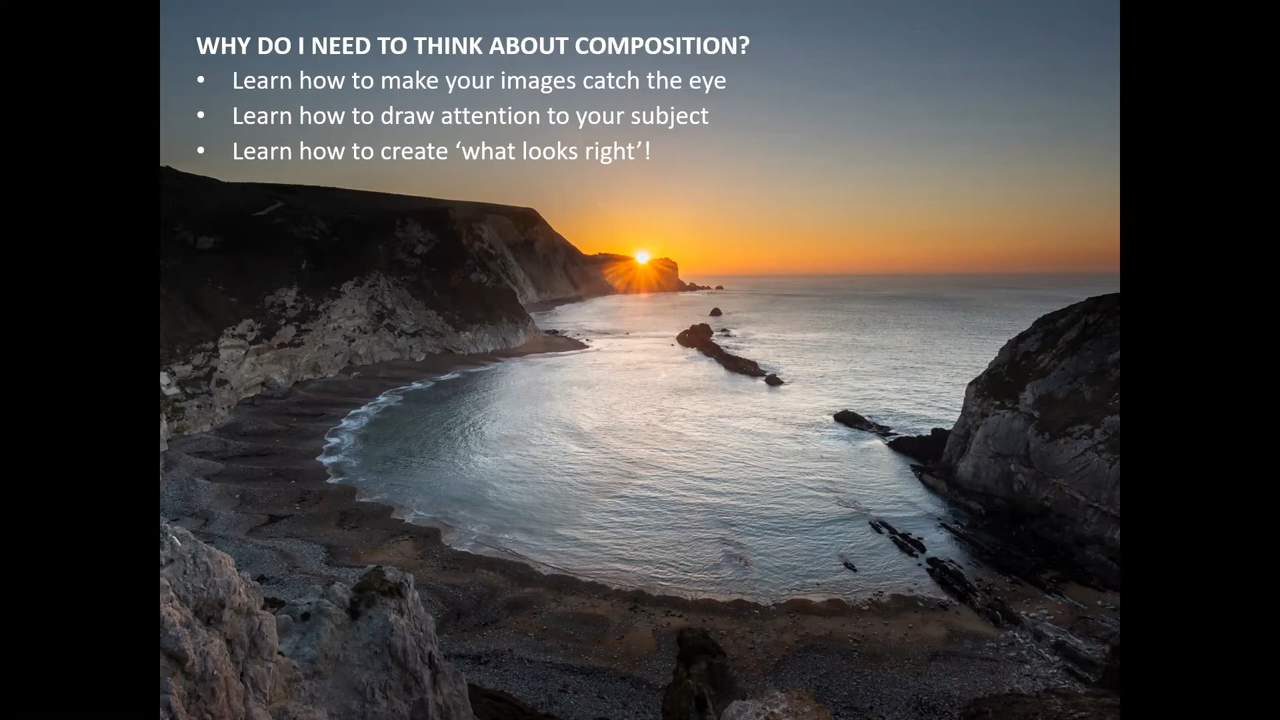 WHY DO I NEED TO THINK ABOUT COMPOSITION?
• Learn how to make your images catch the eye
• Learn how to draw attention to your subject
• Learn how to create ‘what looks right’!